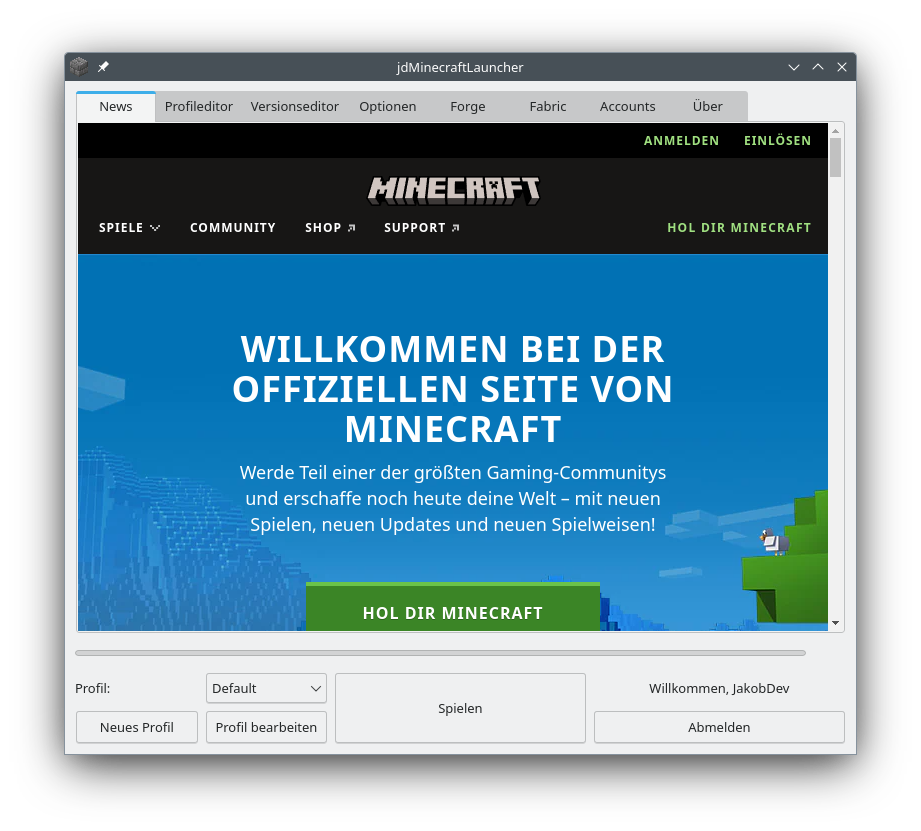 jdMinecraftLauncher
News Profileditor Versionseditor Optionen Forge Fabric Accounts Über
ANMELDEN EINLÖSEN
MINECRAFT
SPIELE COMMUNITY SHOP SUPPORT HOL DIR MINECRAFT
WILLKOMMEN BEI DER
OFFIZIELLEN SEITE VON
MINECRAFT
Werde Teil einer der größten Gaming-Communitys
und erschaffe noch heute deine Welt – mit neuen
Spielen, neuen Updates und neuen Spielweisen!
HOL DIR MINECRAFT
Profil: Default Spielen Willkommen, JakobDev
Neues Profil Profil bearbeiten Abmelden